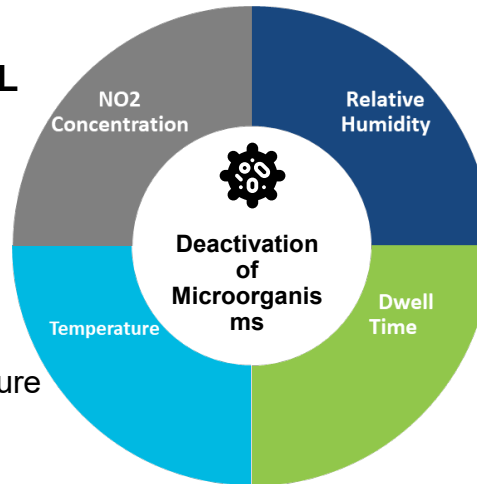 L
NO2
Concentration
Relative
Humidity
Deactivation
of
Microorganis
ms
Temperature
Dwell
Time
ure